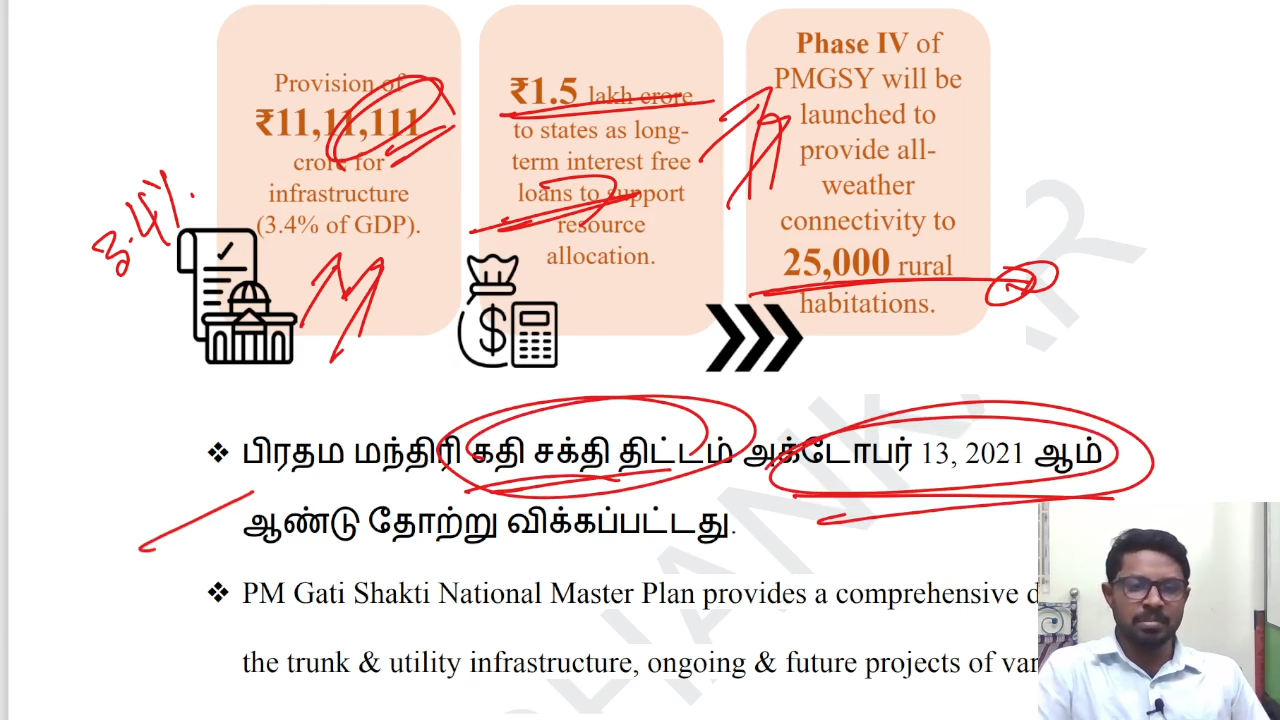 Provision of
₹11,11,111
crore for
infrastructure
(3.4% of GDP).
₹1.5 lakh crore
to states as long-
term interest free
loans to support
resource
allocation.
Phase IV of
PMGSY will be
launched to
provide all-
weather
connectivity to
25,000 rural
habitations.
3.4%.
❖ பிரதம மந்திரி கதி சக்தி திட்டம் அக்டோபர் 13, 2021 ஆம்
ஆண்டு தோற்று விக்கப்பட்டது.
❖ PM Gati Shakti National Master Plan provides a comprehensive
the trunk & utility infrastructure, ongoing & future projects of